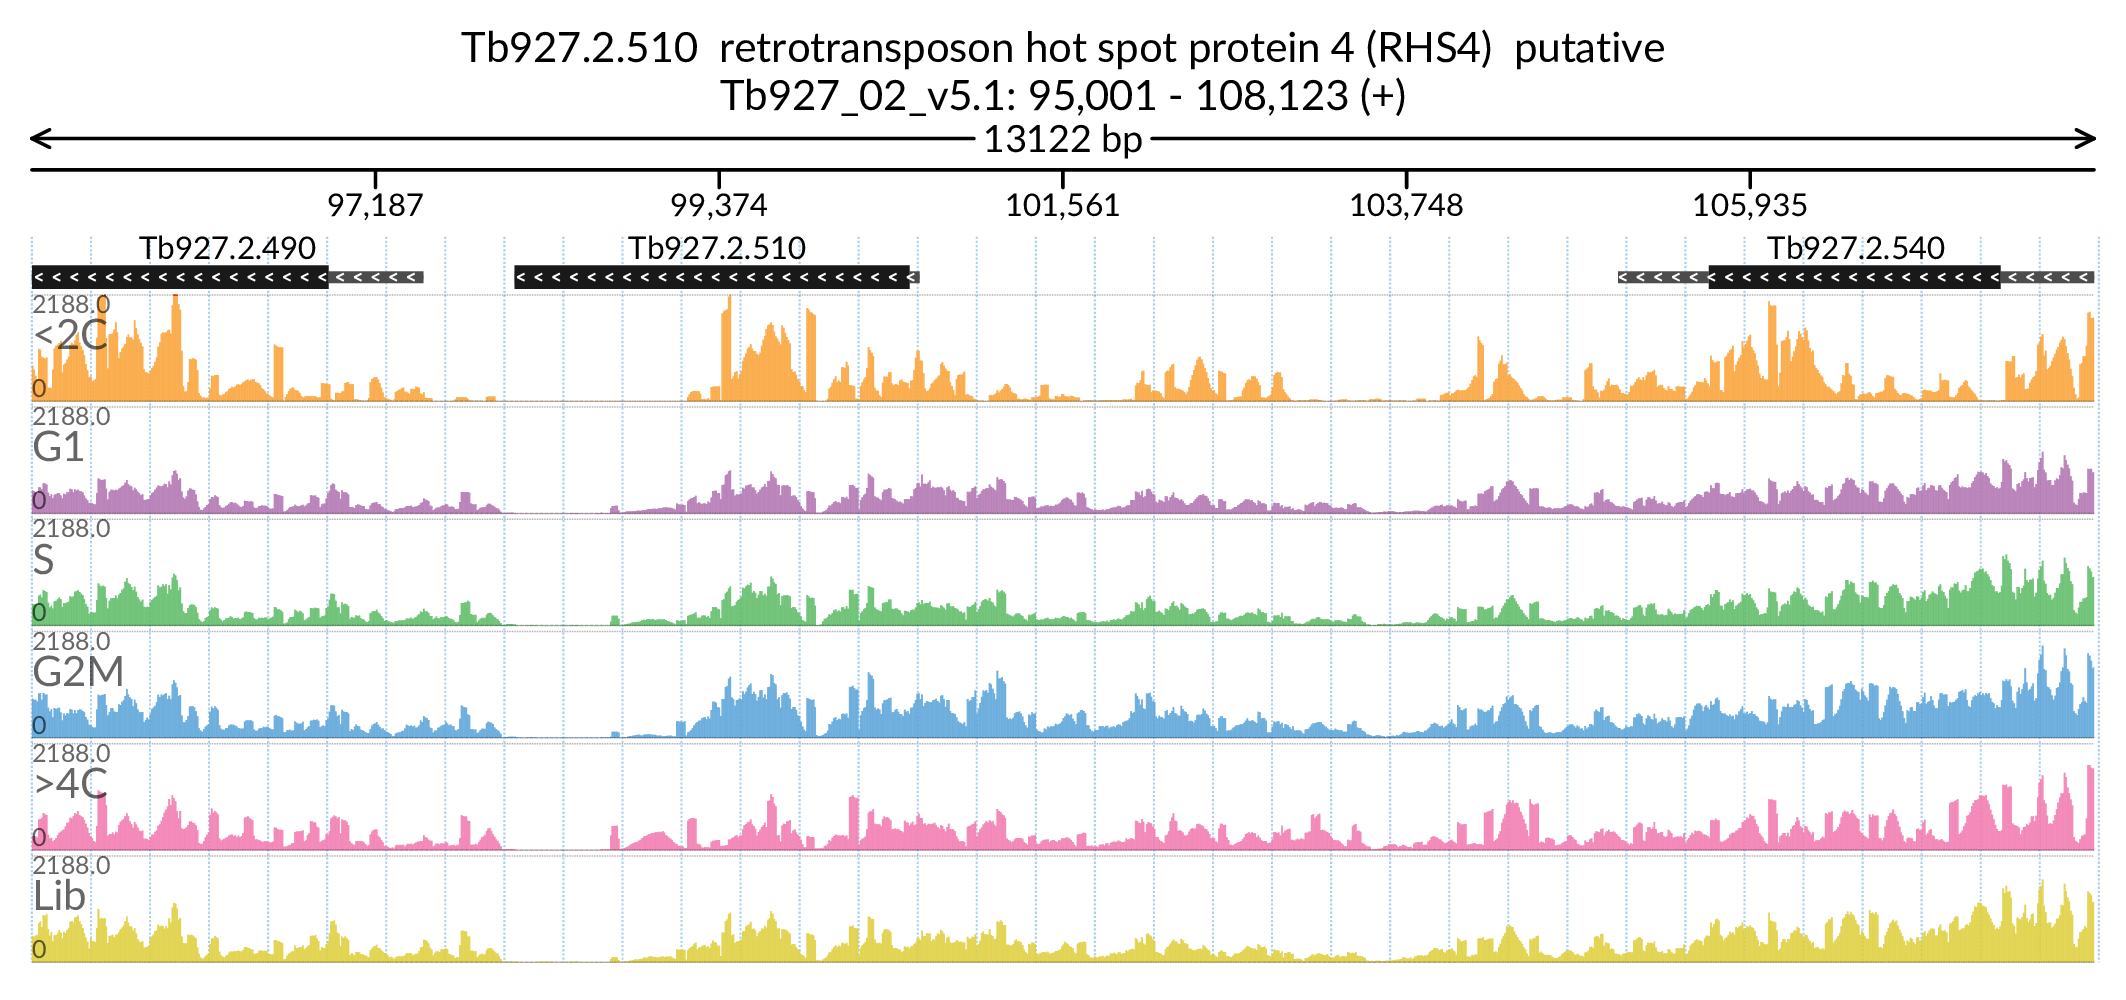 Tb927.2.510  retrotransposon hot spot protein 4 (RHS4)  putative
Tb927_02_v5.1: 95,001 - 108,123 (+)
13122 bp
97,187 99,374 101,561 103,748 105,935
Tb927.2.490 Tb927.2.510 Tb927.2.540
2188.0
<2C
0
2188.0
G1
0
2188.0
S
0
2188.0
G2M
0
2188.0
>4C
0
2188.0
Lib
0